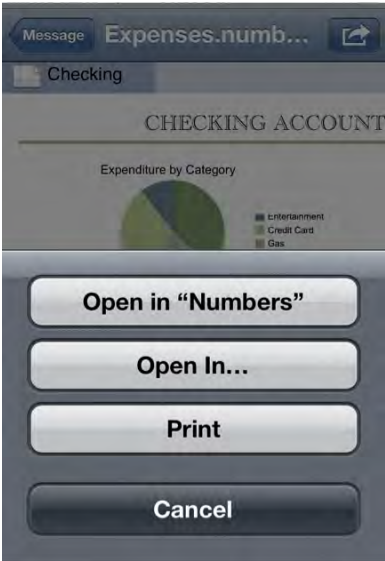 Message Expenses.numb...
Checking
CHECKING ACCOUNT
Expenditure by Category
Entertainment
Credit Card
Gas
Open in “Numbers”
Open In...
Print
Cancel